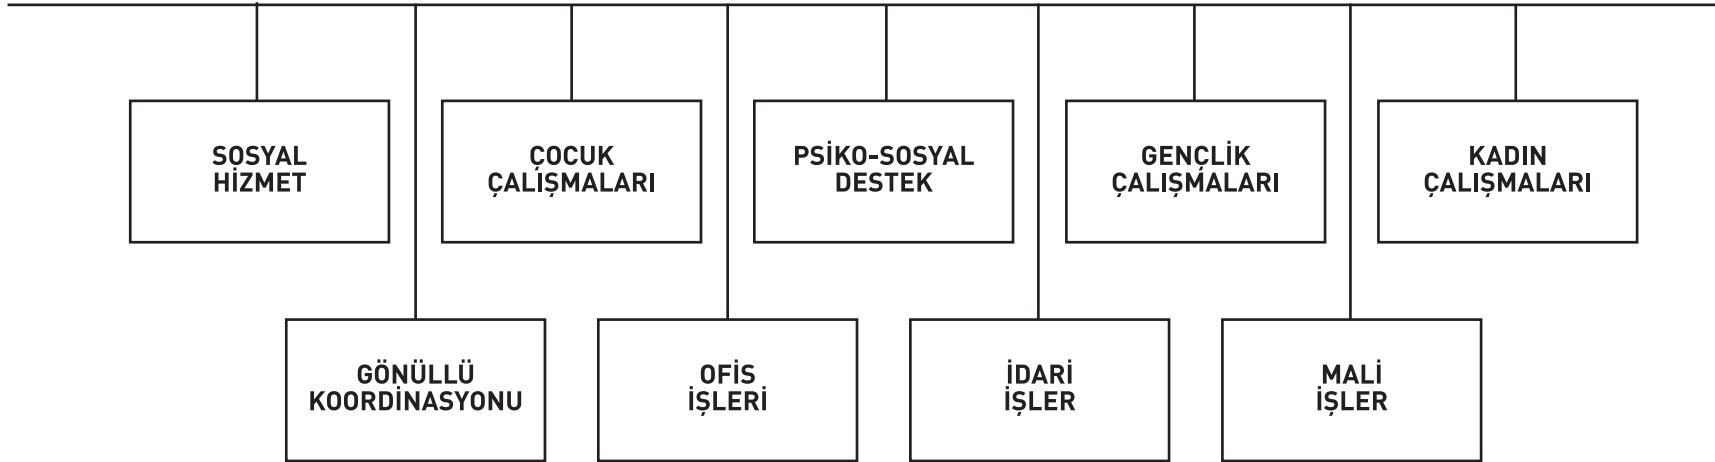 SOSYAL
HİZMET
ÇOCUK
ÇALIŞMALARI
PSİKO-SOSYAL
DESTEK
GENÇLİK
ÇALIŞMALARI
KADIN
ÇALIŞMALARI
GÖNÜLLÜ
KOORDİNASYONU
OFİS
İŞLERİ
İDARİ
İŞLER
MALİ
İŞLER